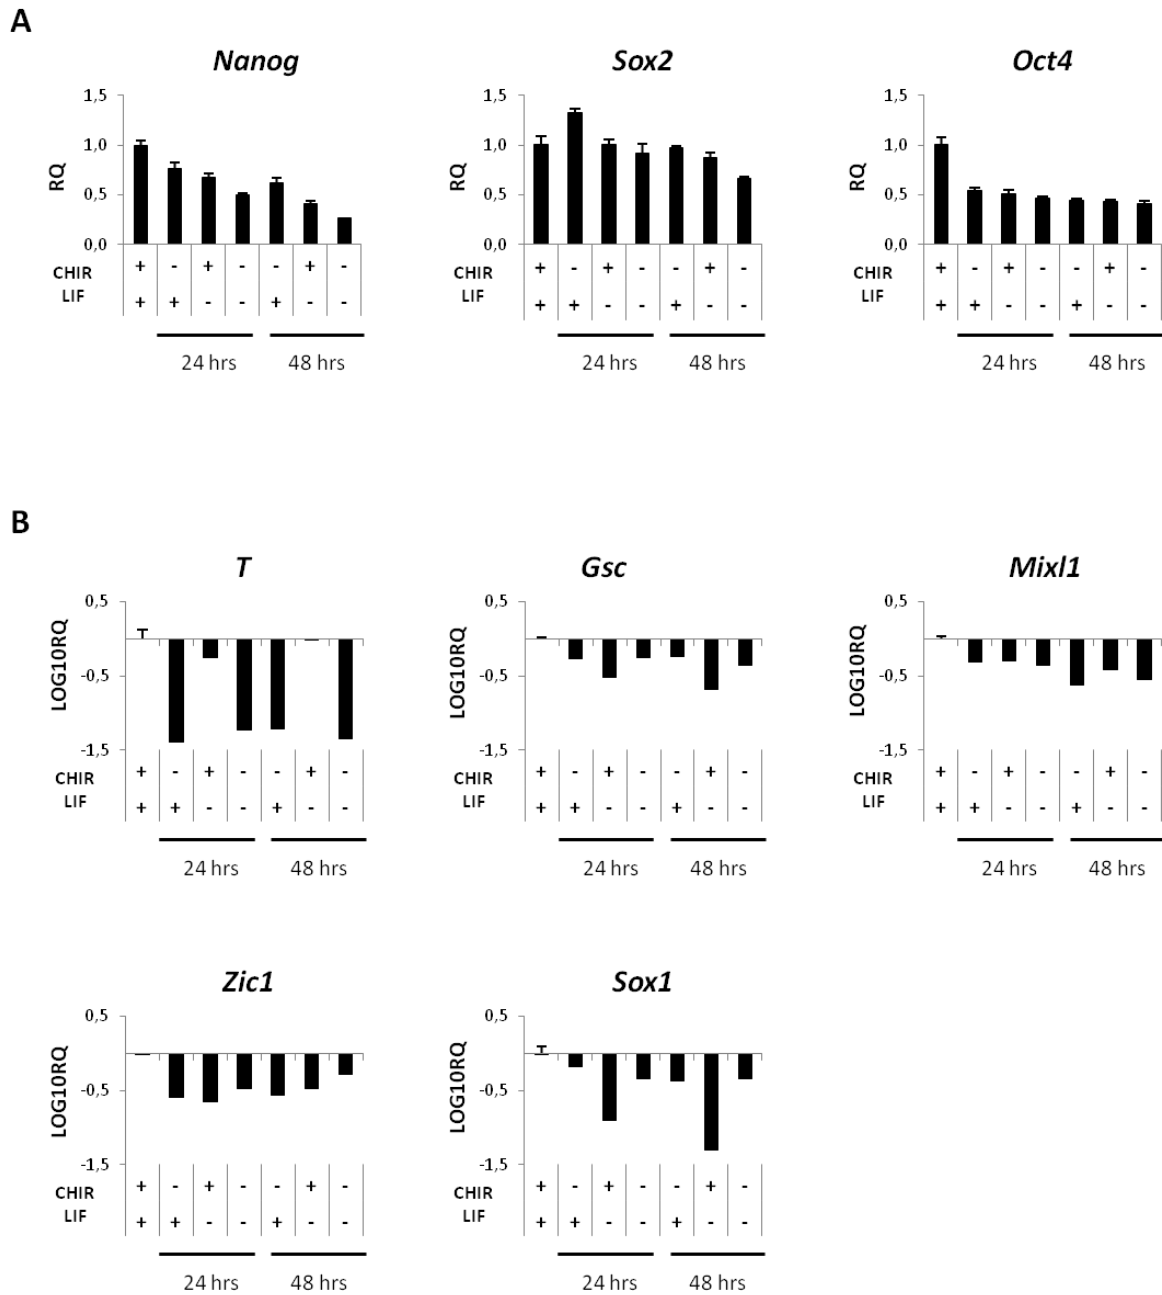 A
Nanog Sox2 Oct4
1,5 1,5 1,5
1,0 1,0 1,0
RQ RQ RQ
0,5 0,5 0,5
0,0 0,0 0,0
CHIR + - + - - + - + - + - - + - + - + - - + -
LIF + + - - + - - + + - - + - - + + - - + - -
24 hrs 48 hrs 24 hrs 48 hrs 24 hrs 48 hrs
B
T Gsc Mixl1
0,5 0,5 0,5
LOG10RQ LOG10RQ LOG10RQ
-0,5 -0,5 -0,5
-1,5 -1,5 -1,5
CHIR + - + - - + - CHIR + - + - - + - CHIR + - + - - + -
LIF + + - - + - - LIF + + - - + - - LIF + + - - + - -
24 hrs 48 hrs 24 hrs 48 hrs 24 hrs 48 hrs
Zic1 Sox1
0,5 0,5
LOG10RQ LOG10RQ
-0,5 -0,5
-1,5 -1,5
CHIR + - + - - + - CHIR + - + - - + -
LIF + + - - + - - LIF + + - - + - -
24 hrs 48 hrs 24 hrs 48 hrs